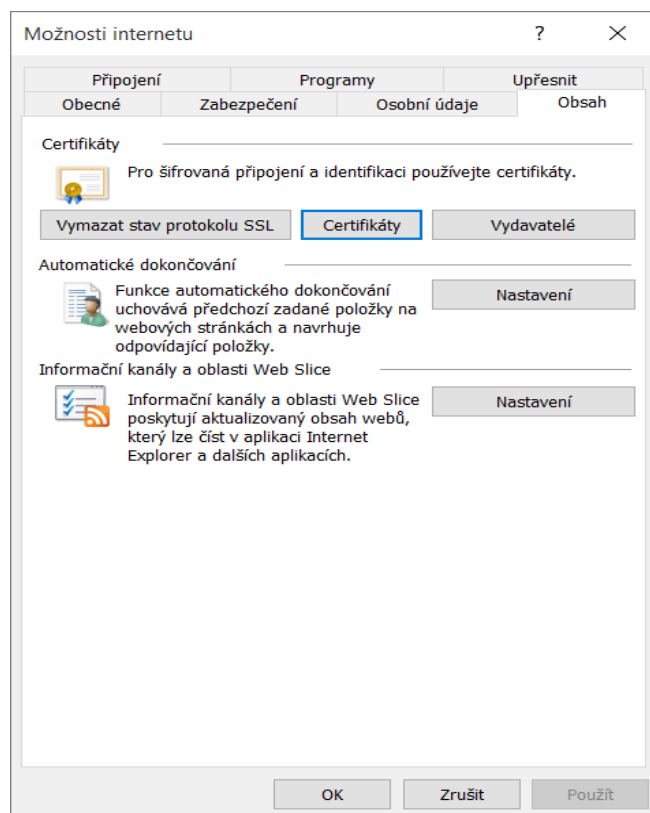 Možnosti internetu
?
Připojení Programy Upřesnit
Obecné Zabezpečení Osobní údaje Obsah
Certifikáty
Pro šifrovaná připojení a identifikaci používejte certifikáty.
Vymazat stav protokolu SSL Certifikáty Vydavatelé
Automatické dokončování
Funkce automatického dokončování
uchovává předchozí zadané položky na
webových stránkách a navrhuje
odpovídající položky.
Nastavení
Informační kanály a oblasti Web Slice
Informační kanály a oblasti Web Slice
poskytují aktualizovaný obsah webů,
který lze číst v aplikaci Internet
Explorer a dalších aplikacích.
Nastavení
OK Zrušit Použít